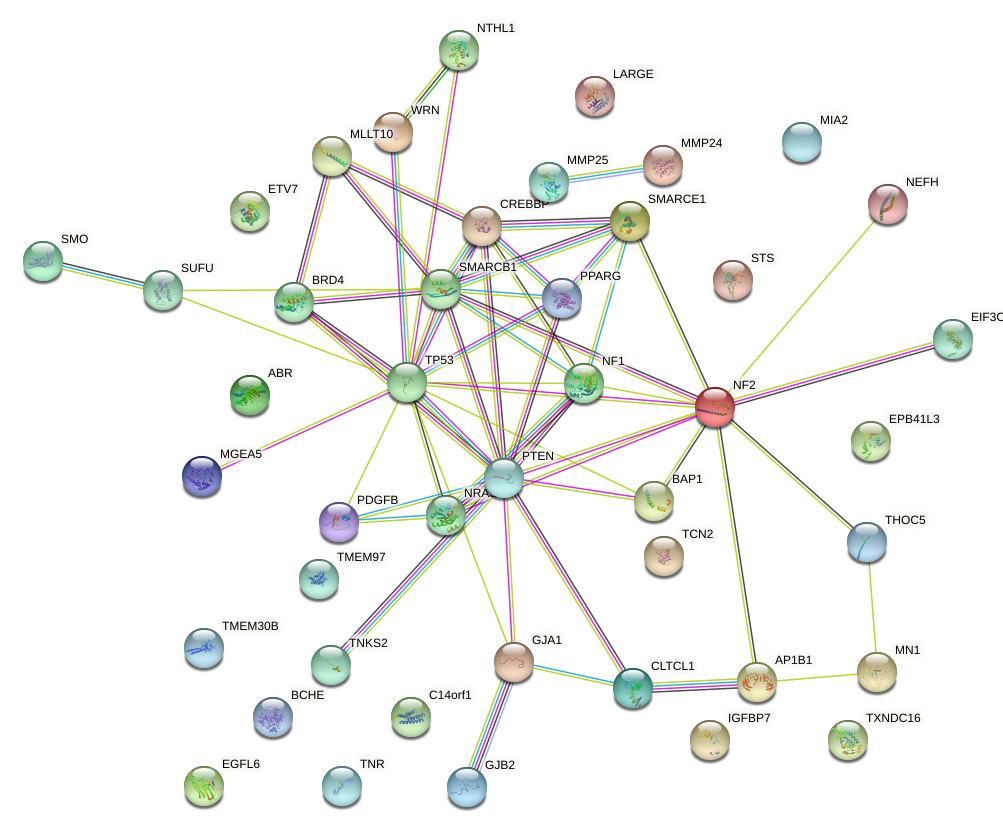 NTHL1
LARGE
WRN
MIA2
MLLT10
MMP24
MMP25
NEFH
ETV7
CREBBP
SMARCE1
SMO
STS
SUFU
SMARCB1
BRD4
PPARG
EIF3C
TP53
NF1
ABR
NF2
EPB41L3
MGEA5
PTEN
BAP1
PDGFB
NRAS
THOC5
TCN2
TMEM97
TMEM30B
TNKS2
GJA1
CLTCL1
AP1B1
MN1
BCHE
C14orf1
IGFBP7
TXNDC16
EGFL6
TNR
GJB2